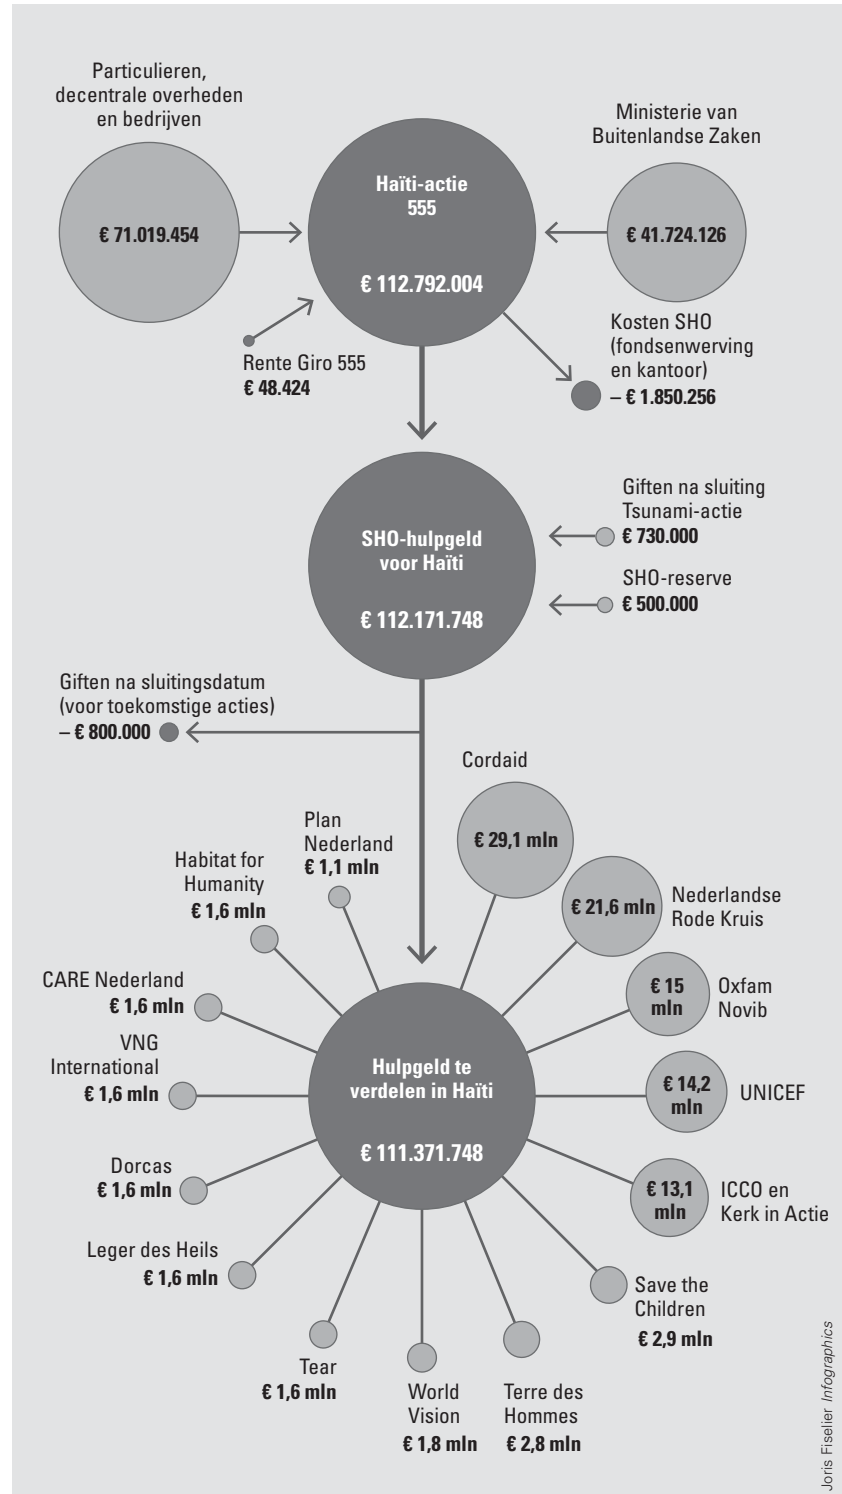 Particulieren,
decentrale overheden
en bedrijven
€ 71.019.454
Haïti-actie
555
€ 112.792.004
Ministerie van
Buitenlandse Zaken
€ 41.724.126
Rente Giro 555
€ 48.424
Kosten SHO
(fondsenwerving
en kantoor)
– € 1.850.256
SHO-hulpgeld
voor Haïti
€ 112.171.748
Giften na sluiting
Tsunami-actie
€ 730.000
SHO-reserve
€ 500.000
Giften na sluitingsdatum
(voor toekomstige acties)
– € 800.000
Cordaid
€ 29,1 mln
Nederlandse
Rode Kruis
€ 21,6 mln
Oxfam
Novib
€ 15
mln
UNICEF
€ 14,2
mln
ICCO en
Kerk in Actie
€ 13,1
mln
Save the
Children
€ 2,9 mln
Terre des
Hommes
€ 2,8 mln
World
Vision
€ 1,8 mln
Tear
€ 1,6 mln
Leger des Heils
€ 1,6 mln
Dorcas
€ 1,6 mln
VNG
International
€ 1,6 mln
CARE Nederland
€ 1,6 mln
Habitat for
Humanity
€ 1,6 mln
Plan
Nederland
€ 1,1 mln
Hulpgeld te
verdelen in Haïti
€ 111.371.748
Joris Fiselier Infographics